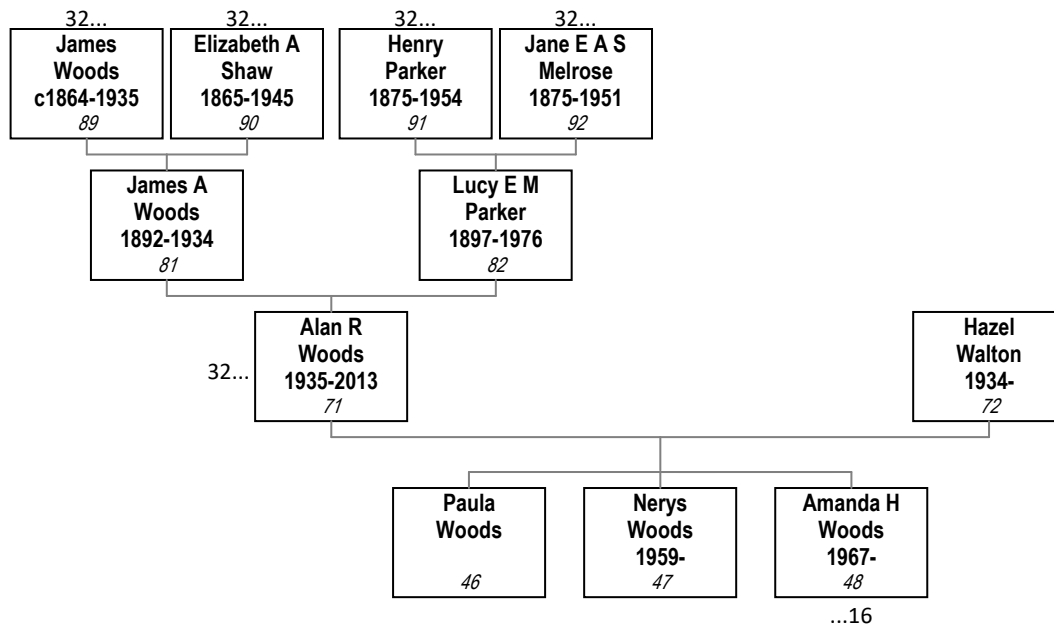 32...
32...
32...
32...
James
Woods
c1864-1935
89
Elizabeth A
Shaw
1865-1945
90
Henry
Parker
1875-1954
91
Jane E A S
Melrose
1875-1951
92
James A
Woods
1892-1934
81
Lucy E M
Parker
1897-1976
82
32...
Alan R
Woods
1935-2013
71
Hazel
Walton
1934-
72
Paula
Woods
46
Nerys
Woods
1959-
47
Amanda H
Woods
1967-
48
...16